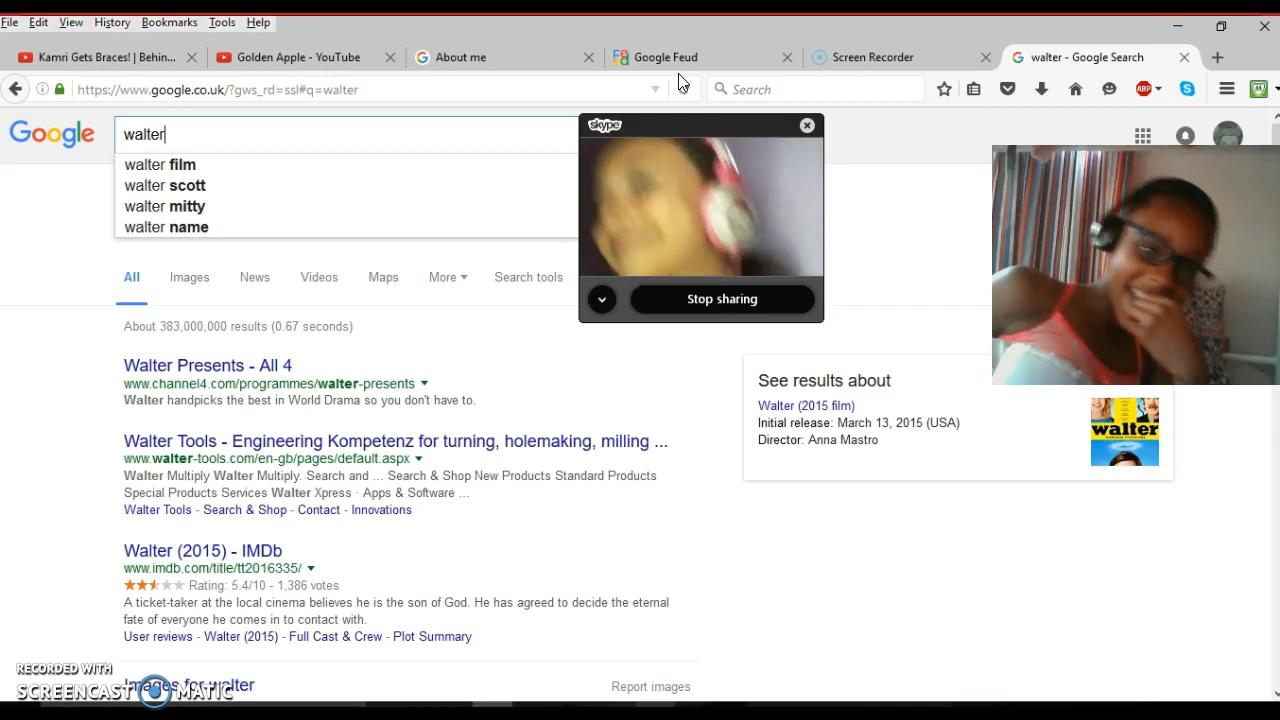 File Edit View History Bookmarks Tools Help
Kamri Gets Braces! | Behin... Golden Apple - YouTube About me Google Feud Screen Recorder walter - Google Search
https://www.google.co.uk/?gws_rd=ssl#q=walter Search
Google walter
walter film
walter scott
walter mitty
walter name
skype
Stop sharing
All Images News Videos Maps More Search tools
About 383,000,000 results (0.67 seconds)
Walter Presents - All 4
www.channel4.com/programmes/walter-presents
Walter handpicks the best in World Drama so you don't have to.
Walter Tools - Engineering Kompetenz for turning, holemaking, milling ...
www.walter-tools.com/en-gb/pages/default.aspx
Walter Multiply Walter Multiply. Search and ... Search & Shop New Products Standard Products
Special Products Services Walter Xpress · Apps & Software ...
Walter Tools - Search & Shop - Contact - Innovations
Walter (2015) - IMDb
www.imdb.com/title/tt2016335/
Rating: 5.4/10 - 1,386 votes
A ticket-taker at the local cinema believes he is the son of God. He has agreed to decide the eternal
fate of everyone he comes in to contact with.
User reviews - Walter (2015) - Full Cast & Crew - Plot Summary
Images for walter Report images
See results about
Walter (2015 film)
Initial release: March 13, 2015 (USA)
Director: Anna Mastro
walter
ABP
RECORDED WITH
SCREENCAST MATIC